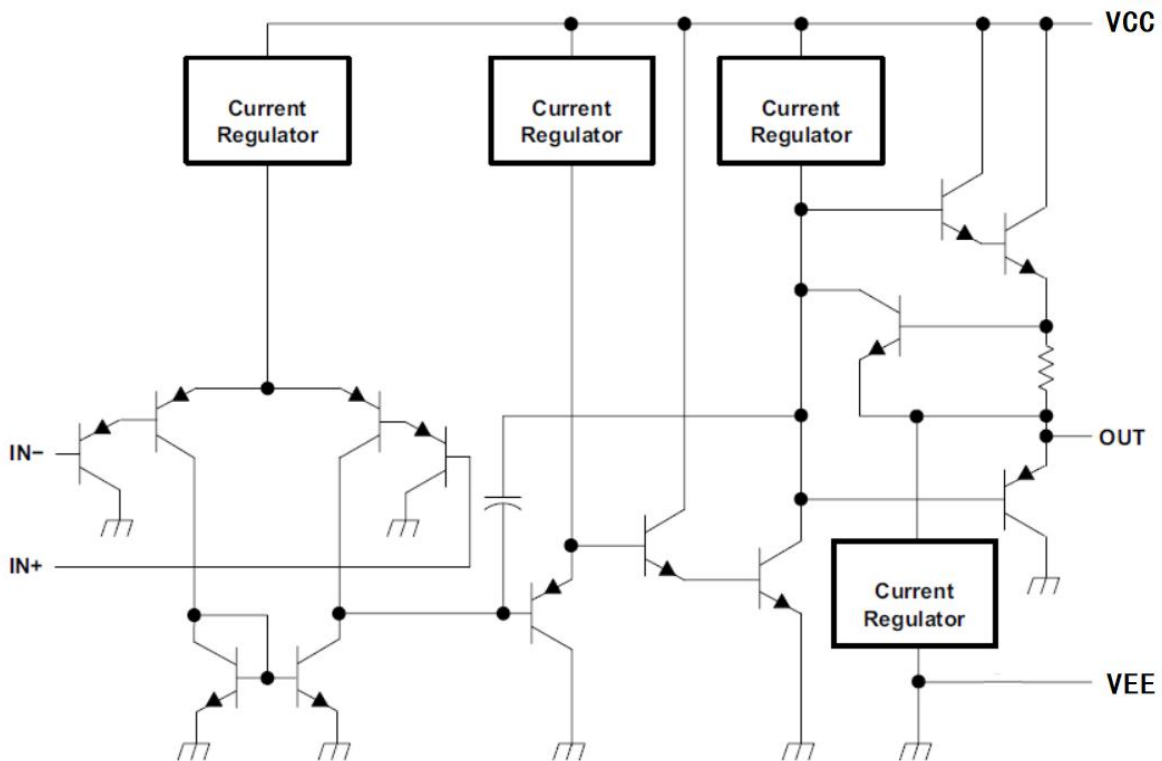 VCC
Current
Regulator
Current
Regulator
Current
Regulator
IN−
OUT
IN+
Current
Regulator
VEE